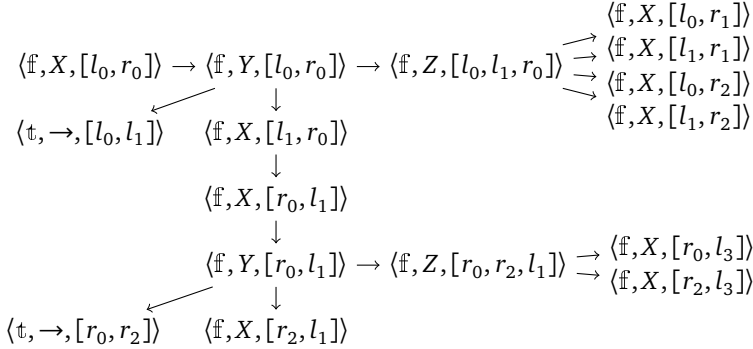 ⟨𝕗, X, [l₀, r₁]⟩
⟨𝕗, X, [l₀, r₀]⟩ → ⟨𝕗, Y, [l₀, r₀]⟩ → ⟨𝕗, Z, [l₀, l₁, r₀]⟩ ⟨𝕗, X, [l₁, r₁]⟩
⟨𝕗, X, [l₀, r₂]⟩
⟨𝕗, X, [l₁, r₂]⟩
⟨𝕥, →, [l₀, l₁]⟩ ⟨𝕗, X, [l₁, r₀]⟩
⟨𝕗, X, [r₀, l₁]⟩
⟨𝕗, Y, [r₀, l₁]⟩ → ⟨𝕗, Z, [r₀, r₂, l₁]⟩ ⟨𝕗, X, [r₀, l₃]⟩
⟨𝕗, X, [r₂, l₃]⟩
⟨𝕥, →, [r₀, r₂]⟩ ⟨𝕗, X, [r₂, l₁]⟩